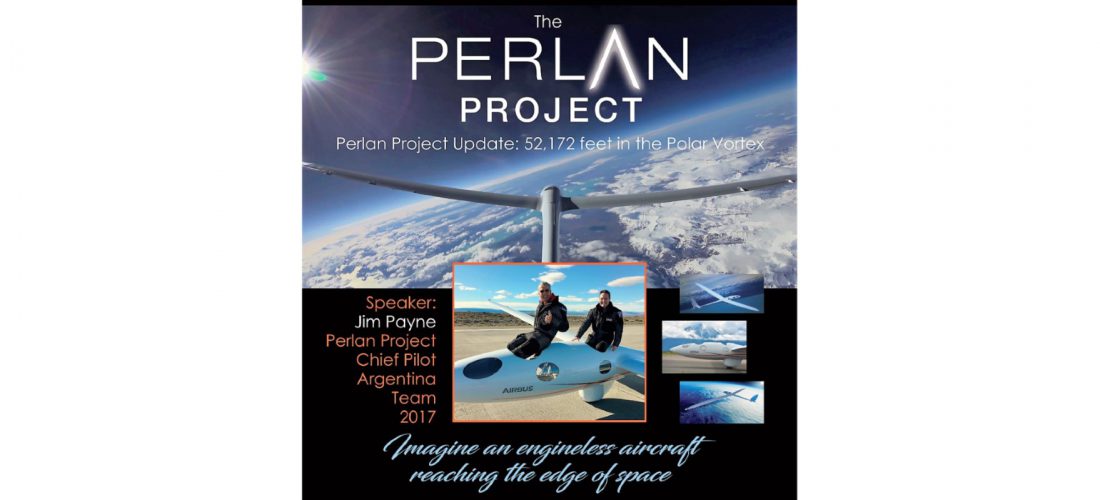 The
PERLAN
PROJECT
Perlan Project Update: 52,172 feet in the Polar Vortex
Speaker:
Jim Payne
Perlan Project
Chief Pilot
Argentina
Team
2017
AIRBUS
Imagine an engineless aircraft
reaching the edge of space